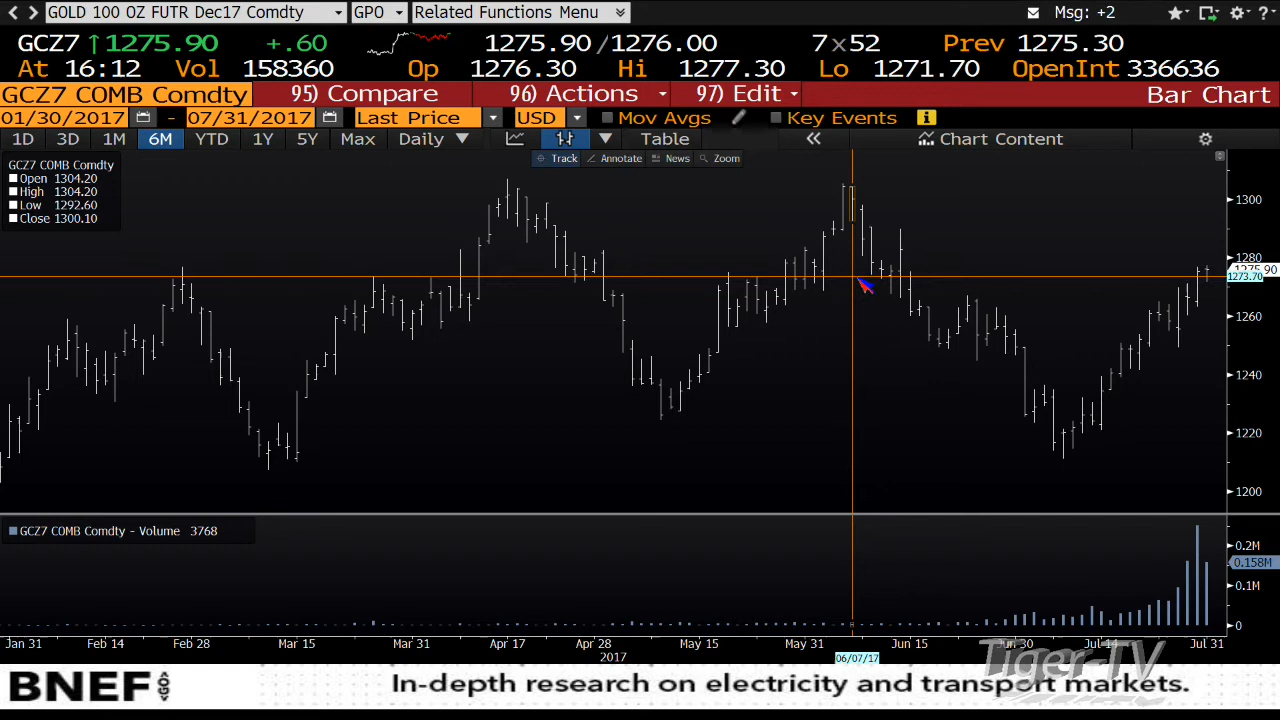 GOLD 100 OZ FUTR Dec17 Comdty GPO Related Functions Menu Msg: +2
GCZ7 ↑1275.90 +.60 1275.90/1276.00 7x52 Prev 1275.30
At 16:12 Vol 158360 Op 1276.30 Hi 1277.30 Lo 1271.70 OpenInt 336636
GCZ7 COMB Comdty 95) Compare 96) Actions 97) Edit Bar Chart
01/30/2017 - 07/31/2017 Last Price USD Mov Avgs Key Events
1D 3D 1M 6M YTD 1Y 5Y Max Daily Table Chart Content
Track Annotate News Zoom
GCZ7 COMB Comdty
Open 1304.20
High 1304.20
Low 1292.60
Close 1300.10
1300
1280
1275.90
1273.70
1260
1240
1220
1200
GCZ7 COMB Comdty - Volume 3768
0.2M
0.158M
0.1M
0
Jan 31 Feb 14 Feb 28 Mar 15 Mar 31 Apr 17 Apr 28 May 15 May 31 Jun 15 Jun 30 Jul 14 Jul 31
2017 06/07/17
Tiger-TV
BNEF GO In-depth research on electricity and transport markets.